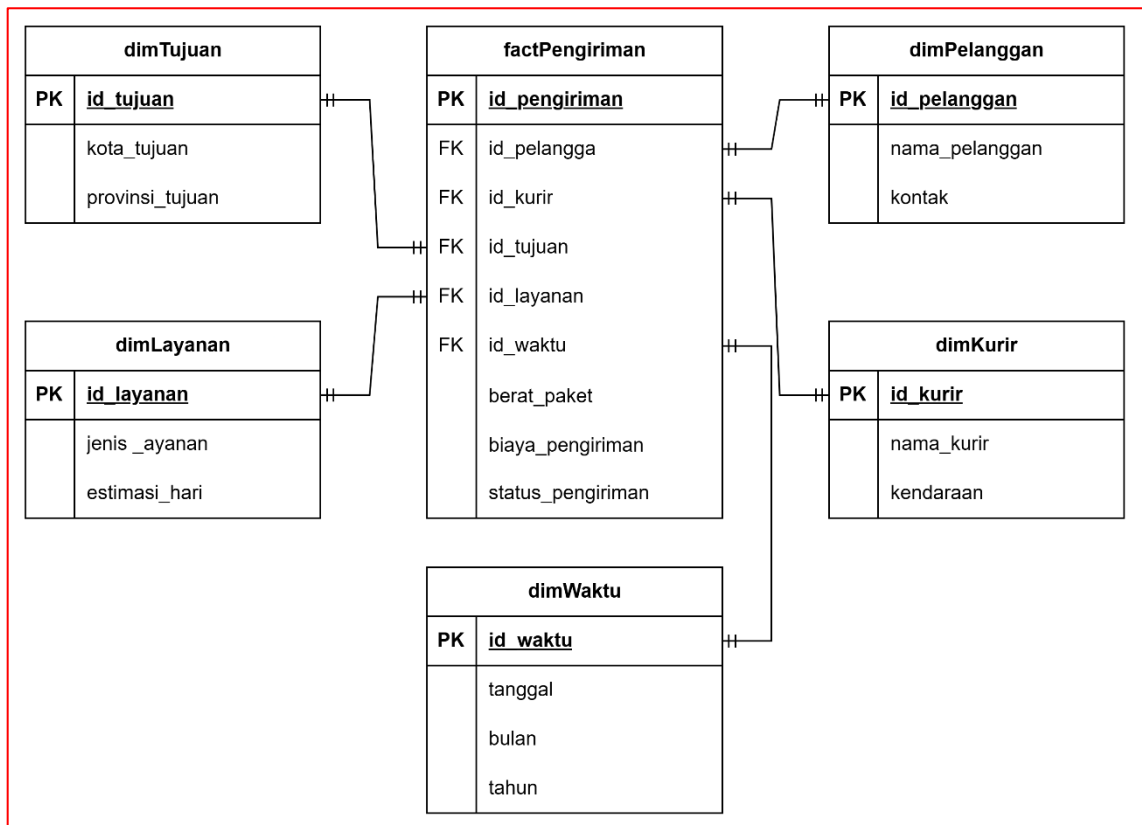 dimTujuan
PK id_tujuan
kota_tujuan
provinsi_tujuan
factPengiriman
PK id_pengiriman
FK id_pelangga
FK id_kurir
FK id_tujuan
FK id_layanan
FK id_waktu
berat_paket
biaya_pengiriman
status_pengiriman
dimPelanggan
PK id_pelanggan
nama_pelanggan
kontak
dimLayanan
PK id_layanan
jenis _ayanan
estimasi_hari
dimKurir
PK id_kurir
nama_kurir
kendaraan
dimWaktu
PK id_waktu
tanggal
bulan
tahun